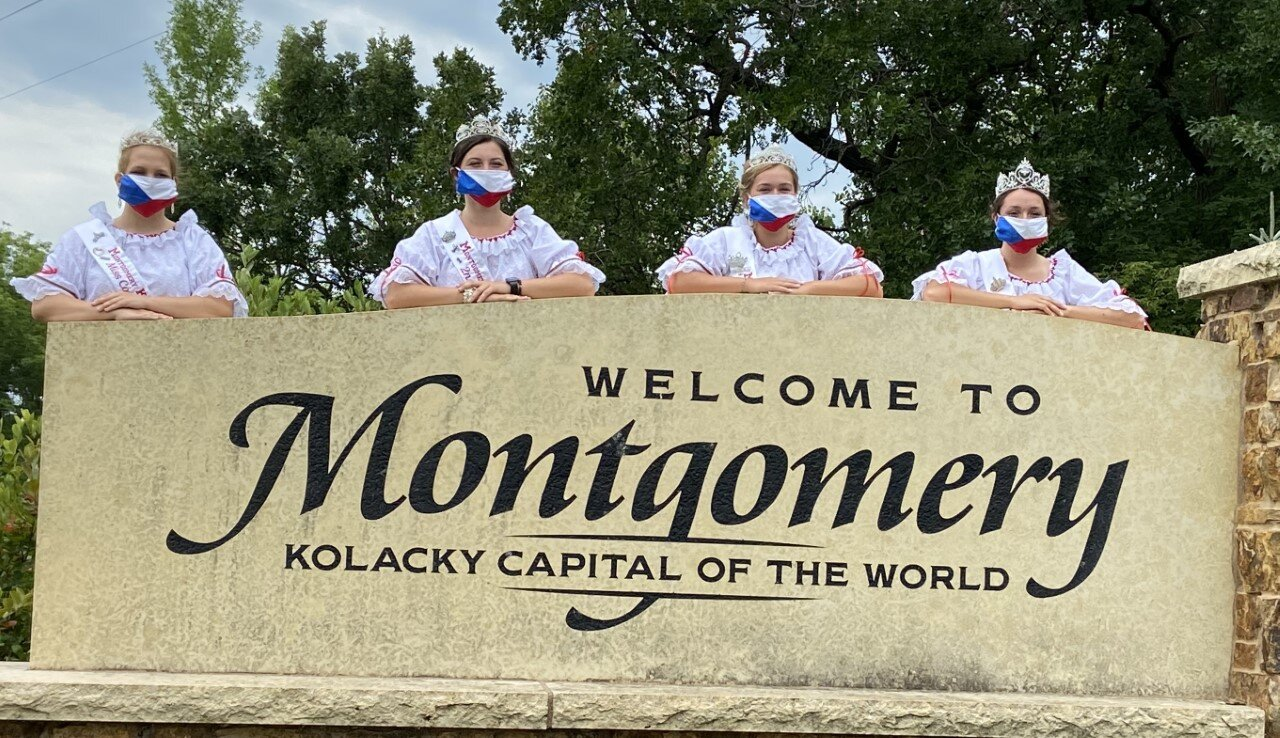 WELCOME TO
Montgomery
KOLACKY CAPITAL OF THE WORLD